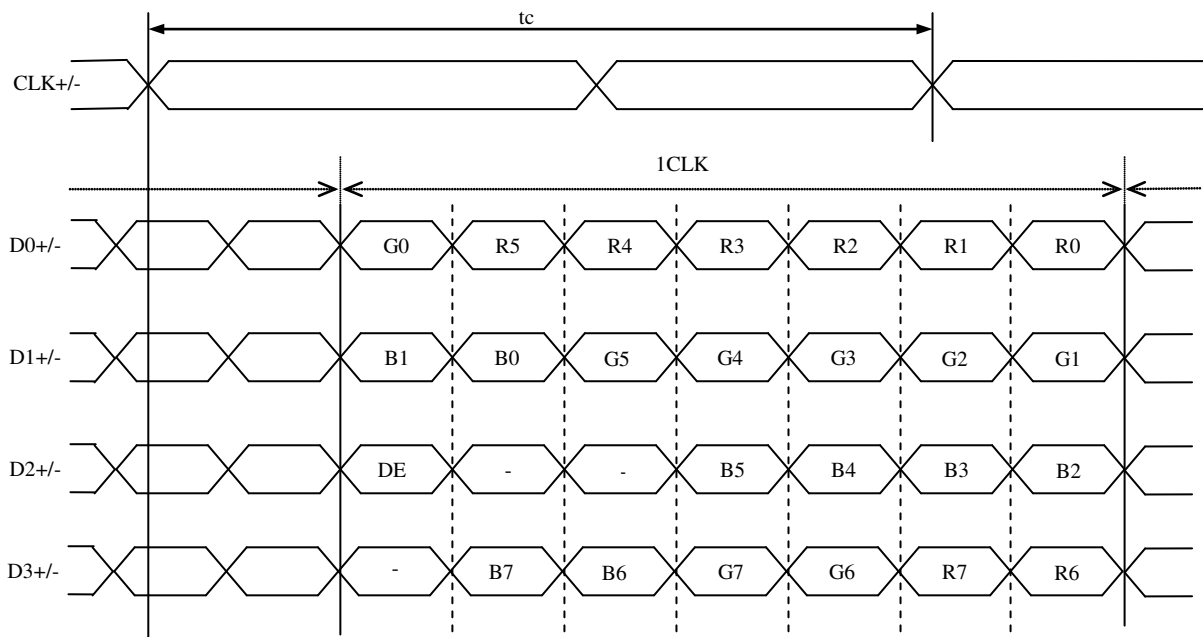 tc
CLK+/-
1CLK
D0+/- G0 R5 R4 R3 R2 R1 R0
D1+/- B1 B0 G5 G4 G3 G2 G1
D2+/- DE - - B5 B4 B3 B2
D3+/- - B7 B6 G7 G6 R7 R6